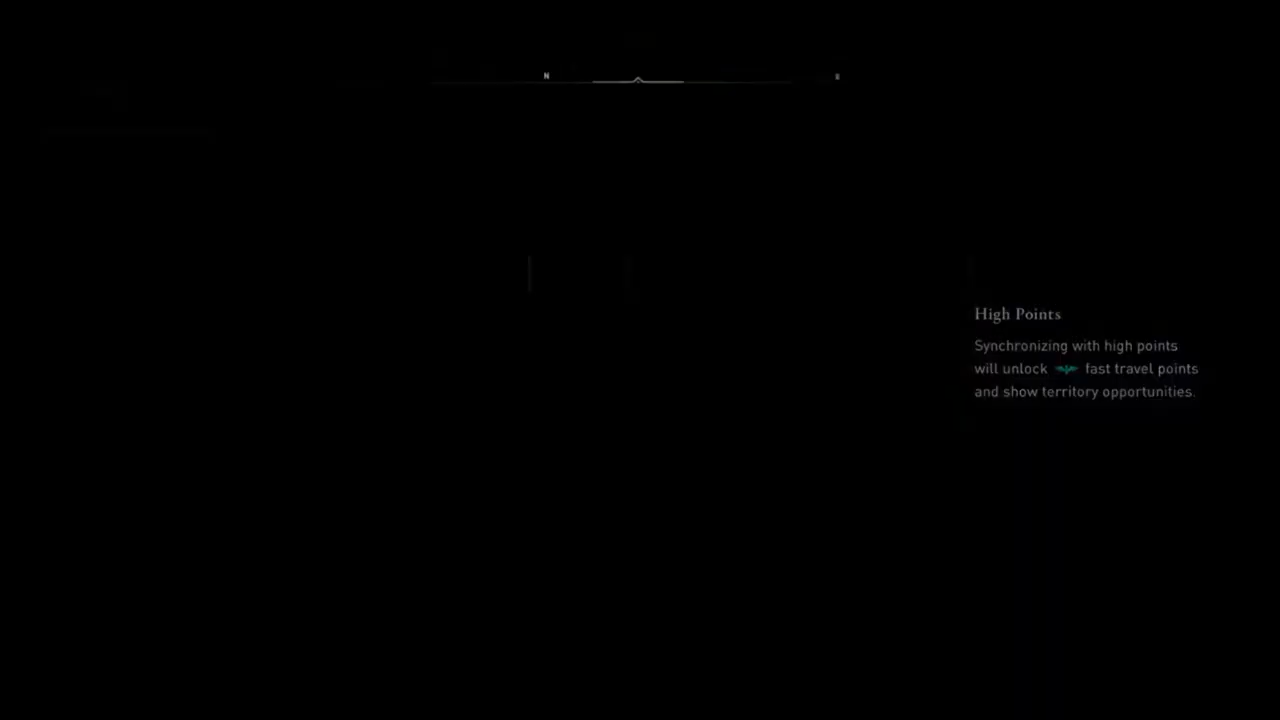 N
High Points
Synchronizing with high points
will unlock fast travel points
and show territory opportunities.